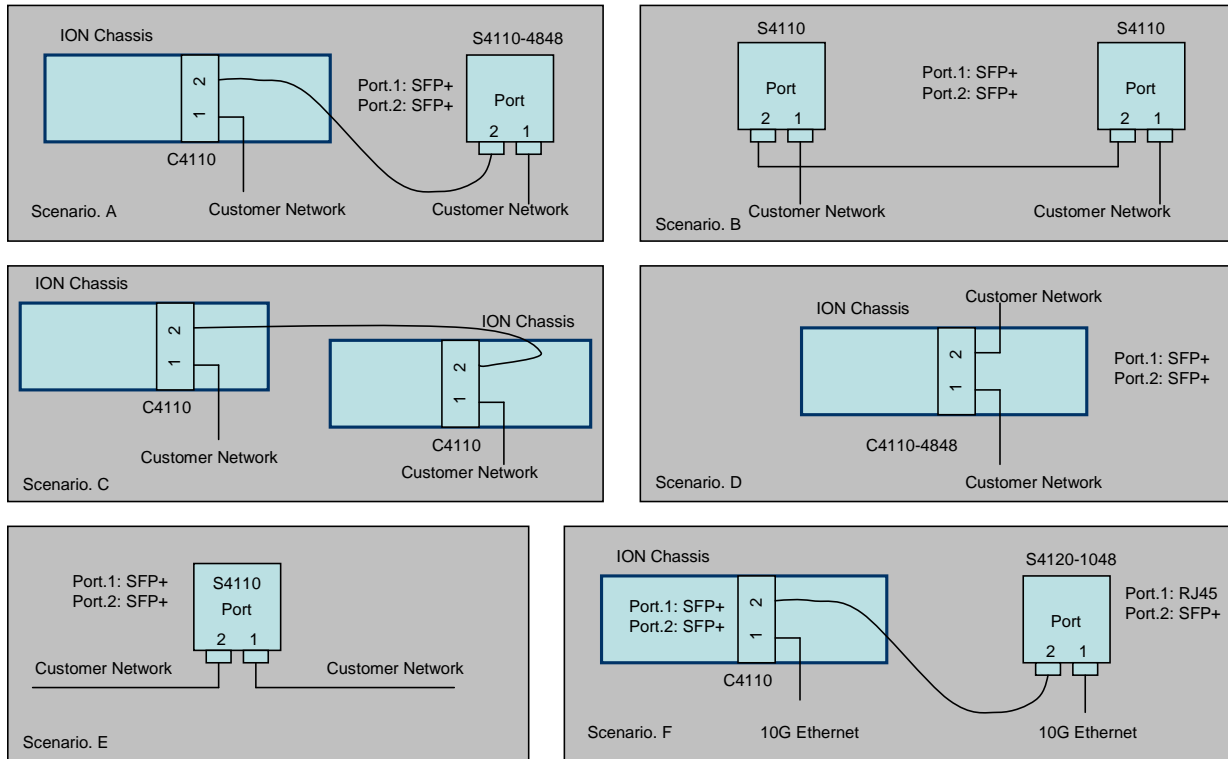 ION Chassis
S4110-4848
Port.1: SFP+
Port.2: SFP+
Port
2 1
2
1
C4110
Customer Network
Customer Network
Scenario. A
S4110
S4110
Port.1: SFP+
Port.2: SFP+
Port
2 1
Port
2 1
Customer Network
Customer Network
Scenario. B
ION Chassis
2
1
C4110
Customer Network
ION Chassis
2
1
C4110
Customer Network
Scenario. C
ION Chassis
Customer Network
2
1
Port.1: SFP+
Port.2: SFP+
C4110-4848
Customer Network
Scenario. D
Port.1: SFP+
Port.2: SFP+
S4110
Port
2 1
Customer Network
Customer Network
Scenario. E
ION Chassis
Port.1: SFP+
Port.2: SFP+
2
1
C4110
S4120-1048
Port
2 1
Port.1: RJ45
Port.2: SFP+
Scenario. F
10G Ethernet
10G Ethernet